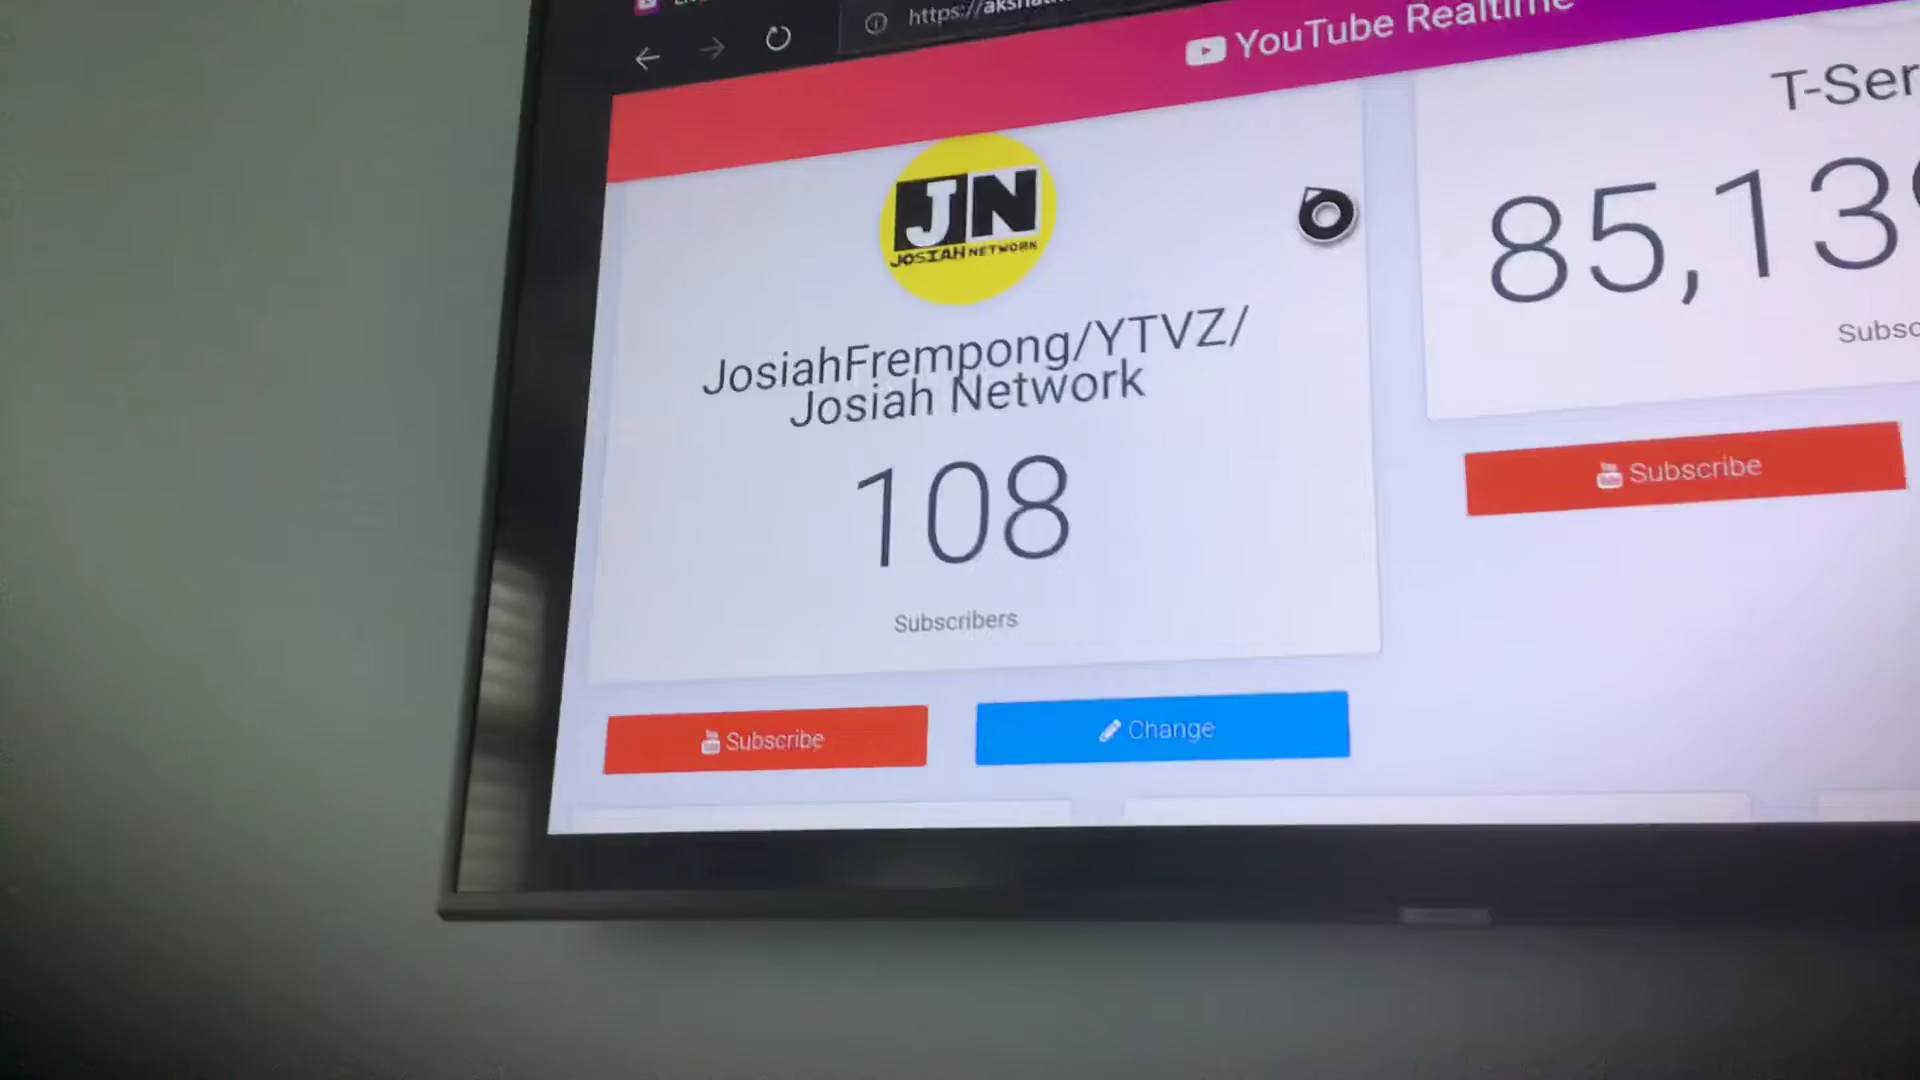 https://
YouTube Realtime
JN
JOSIAH NETWORK
JosiahFrempong/YTVZ/
Josiah Network
108
Subscribers
Subscribe
Change
T-Ser
85,13
Subsc
Subscribe